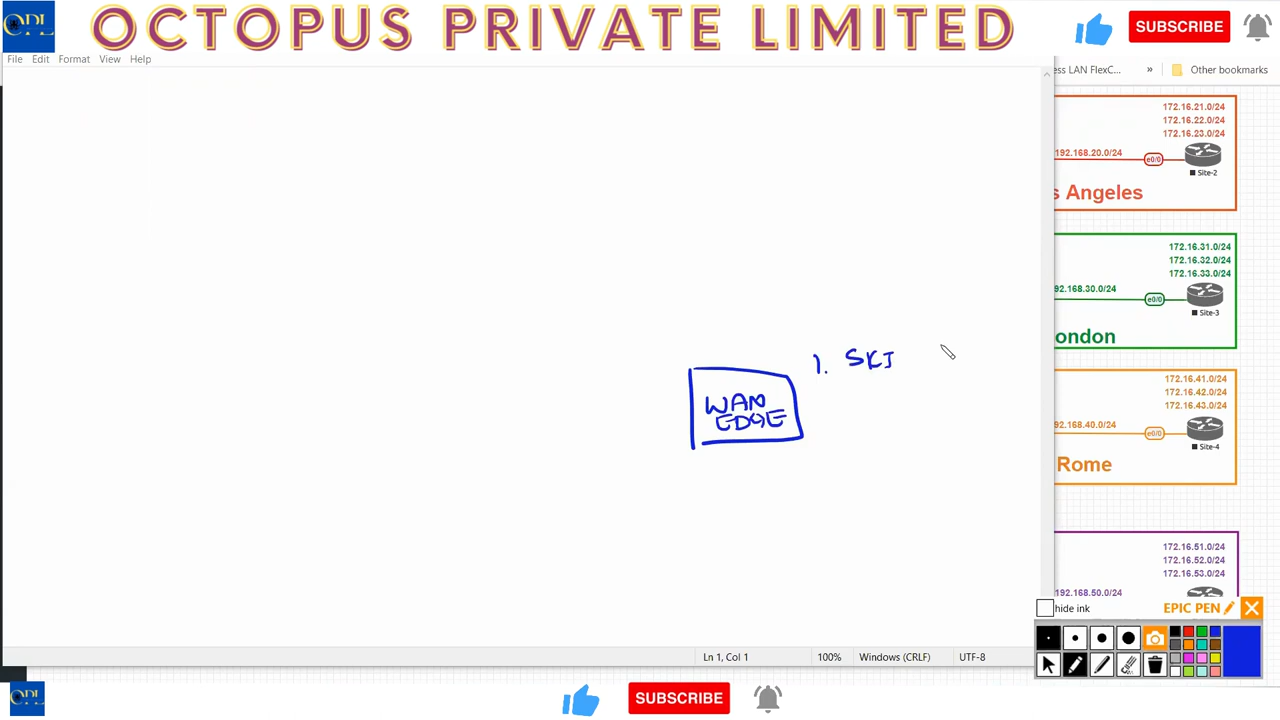 OCTOPUS PRIVATE LIMITED
SUBSCRIBE
File Edit Format View Help
ess LAN FlexC... » Other bookmarks
172.16.21.0/24
172.16.22.0/24
172.16.23.0/24
192.168.20.0/24 e0/0
Site-2
s Angeles
172.16.31.0/24
172.16.32.0/24
172.16.33.0/24
92.168.30.0/24 e0/0
Site-3
ondon
1. SKI
WAN
EDGE
172.16.41.0/24
172.16.42.0/24
172.16.43.0/24
92.168.40.0/24 e0/0
Site-4
Rome
172.16.51.0/24
172.16.52.0/24
172.16.53.0/24
192.168.50.0/24
hide ink EPIC PEN
Ln 1, Col 1 100% Windows (CRLF) UTF-8
OPL
SUBSCRIBE